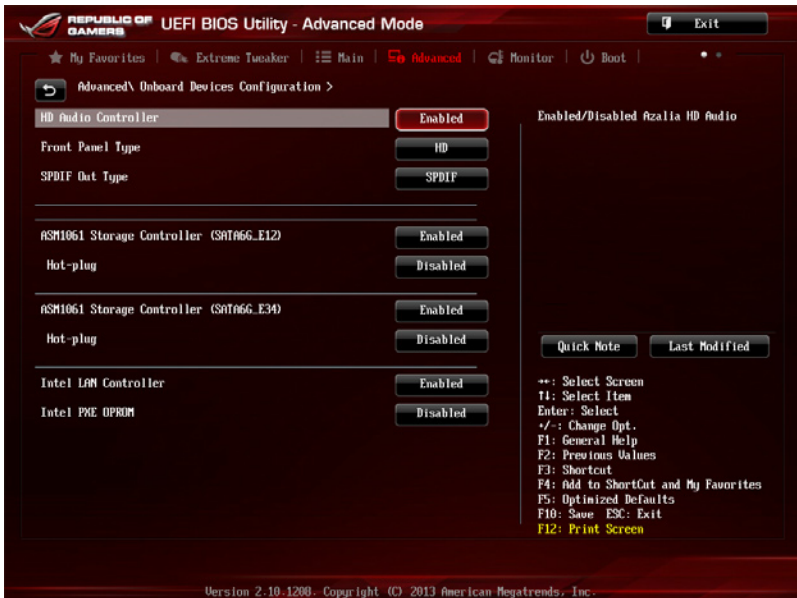 REPUBLIC OF GAMERS UEFI BIOS Utility - Advanced Mode Exit
My Favorites | Extreme Tweaker | Main | Advanced | Monitor | Boot |
Advanced\ Onboard Devices Configuration >
HD Audio Controller Enabled
Front Panel Type HD
SPDIF Out Type SPDIF
ASM1061 Storage Controller (SATA6G_E12) Enabled
Hot-plug Disabled
ASM1061 Storage Controller (SATA6G_E34) Enabled
Hot-plug Disabled
Intel LAN Controller Enabled
Intel PXE OPROM Disabled
Enabled/Disabled Azalia HD Audio
Quick Note Last Modified
→←: Select Screen
↑↓: Select Item
Enter: Select
+/-: Change Opt.
F1: General Help
F2: Previous Values
F3: Shortcut
F4: Add to ShortCut and My Favorites
F5: Optimized Defaults
F10: Save ESC: Exit
F12: Print Screen
Version 2.10.1208. Copyright (C) 2013 American Megatrends, Inc.